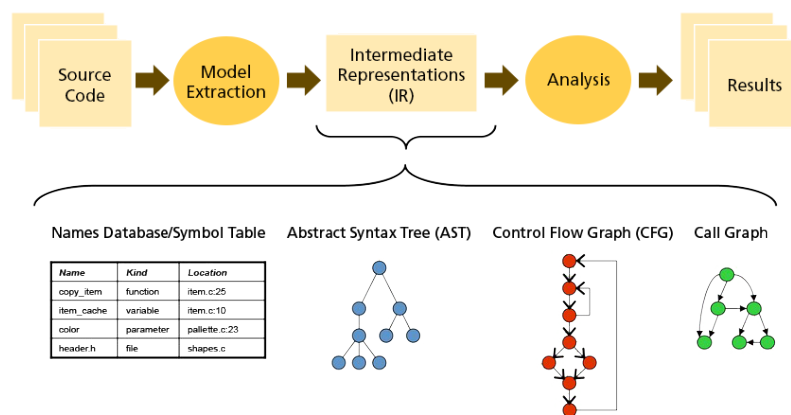 Source
Code
Model
Extraction
Intermediate
Representations
(IR)
Analysis
Results
Names Database/Symbol Table
Abstract Syntax Tree (AST)
Control Flow Graph (CFG)
Call Graph
Name Kind Location
copy_item function item.c:25
item_cache variable item.c:10
color parameter pallette.c:23
header.h file shapes.c